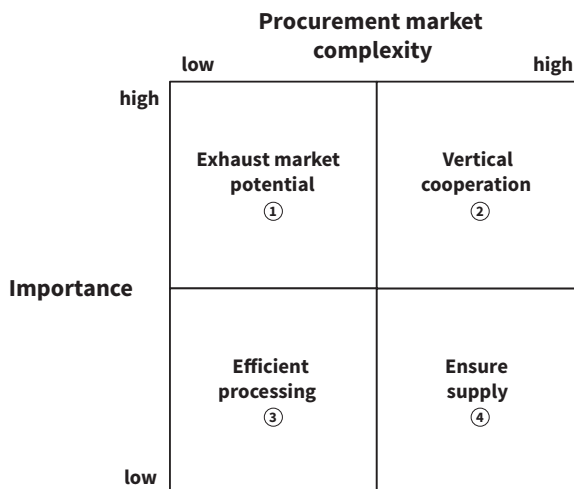 Procurement market
complexity
low
high
high
Exhaust market
potential
①
Vertical
cooperation
②
Importance
Efficient
processing
③
Ensure
supply
④
low